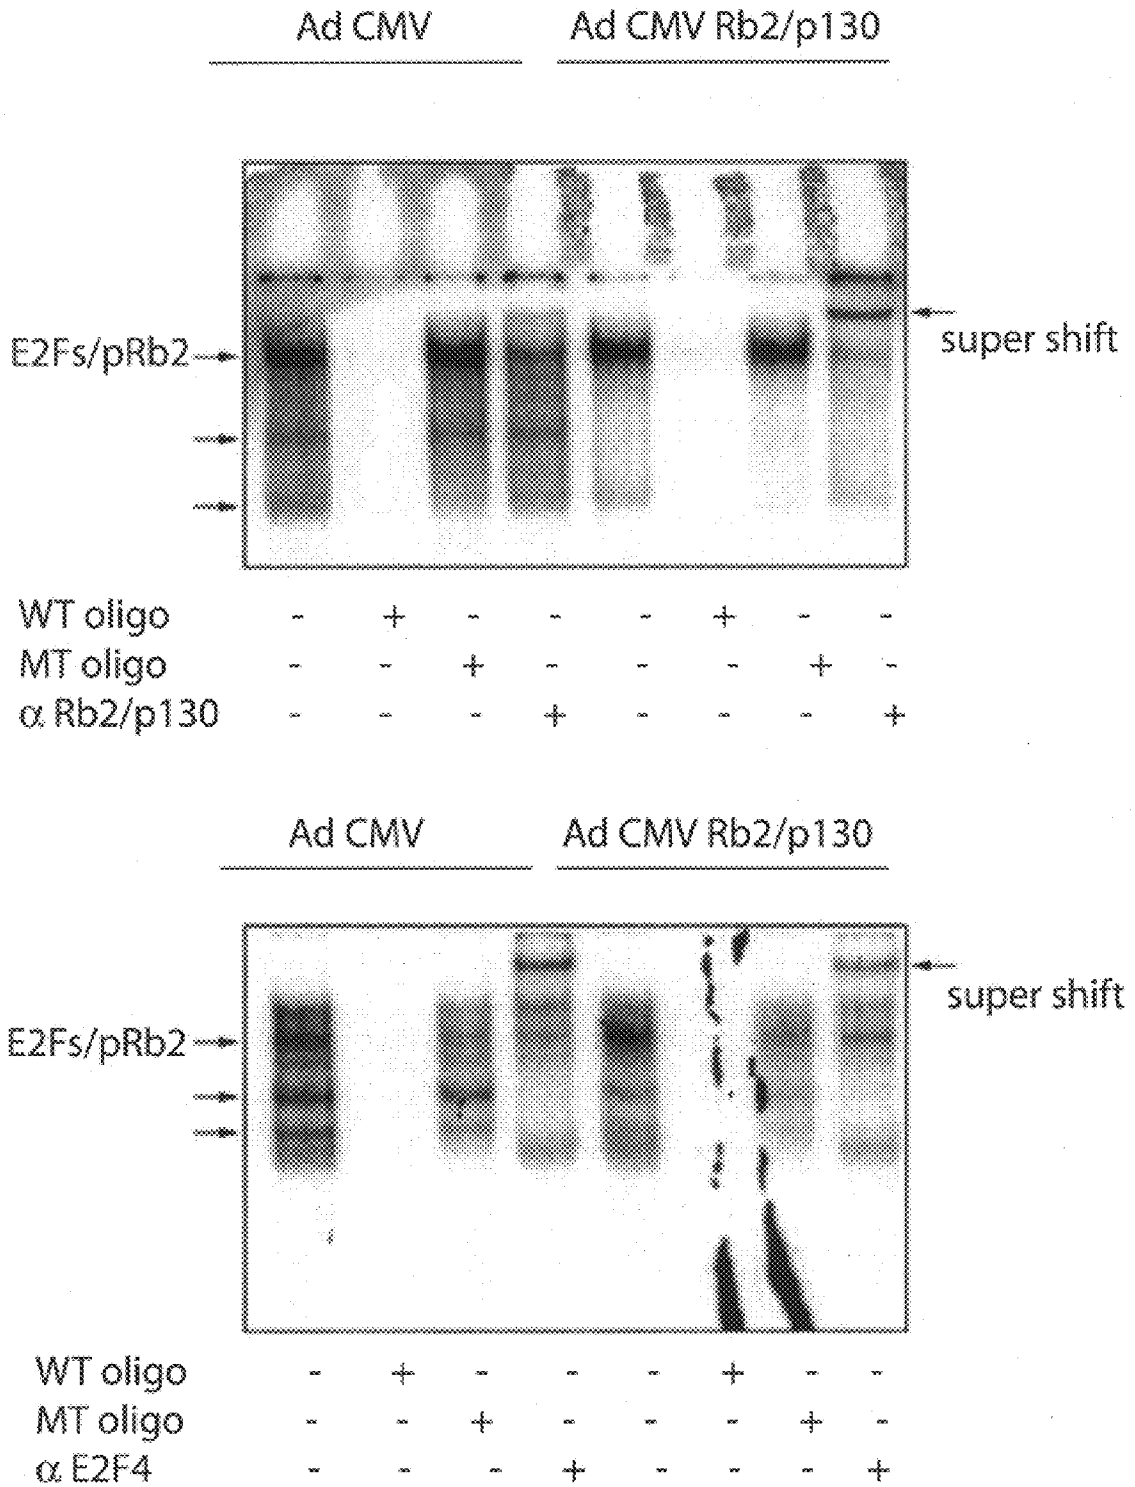 Ad CMV Ad CMV Rb2/p130
E2Fs/pRb2
super shift
WT oligo - + - - - + - -
MT oligo - - + - - - + -
α Rb2/p130 - - - + - - - +
Ad CMV Ad CMV Rb2/p130
super shift
E2Fs/pRb2
WT oligo - + - - - + - -
MT oligo - - + - - - + -
α E2F4 - - - + - - - +